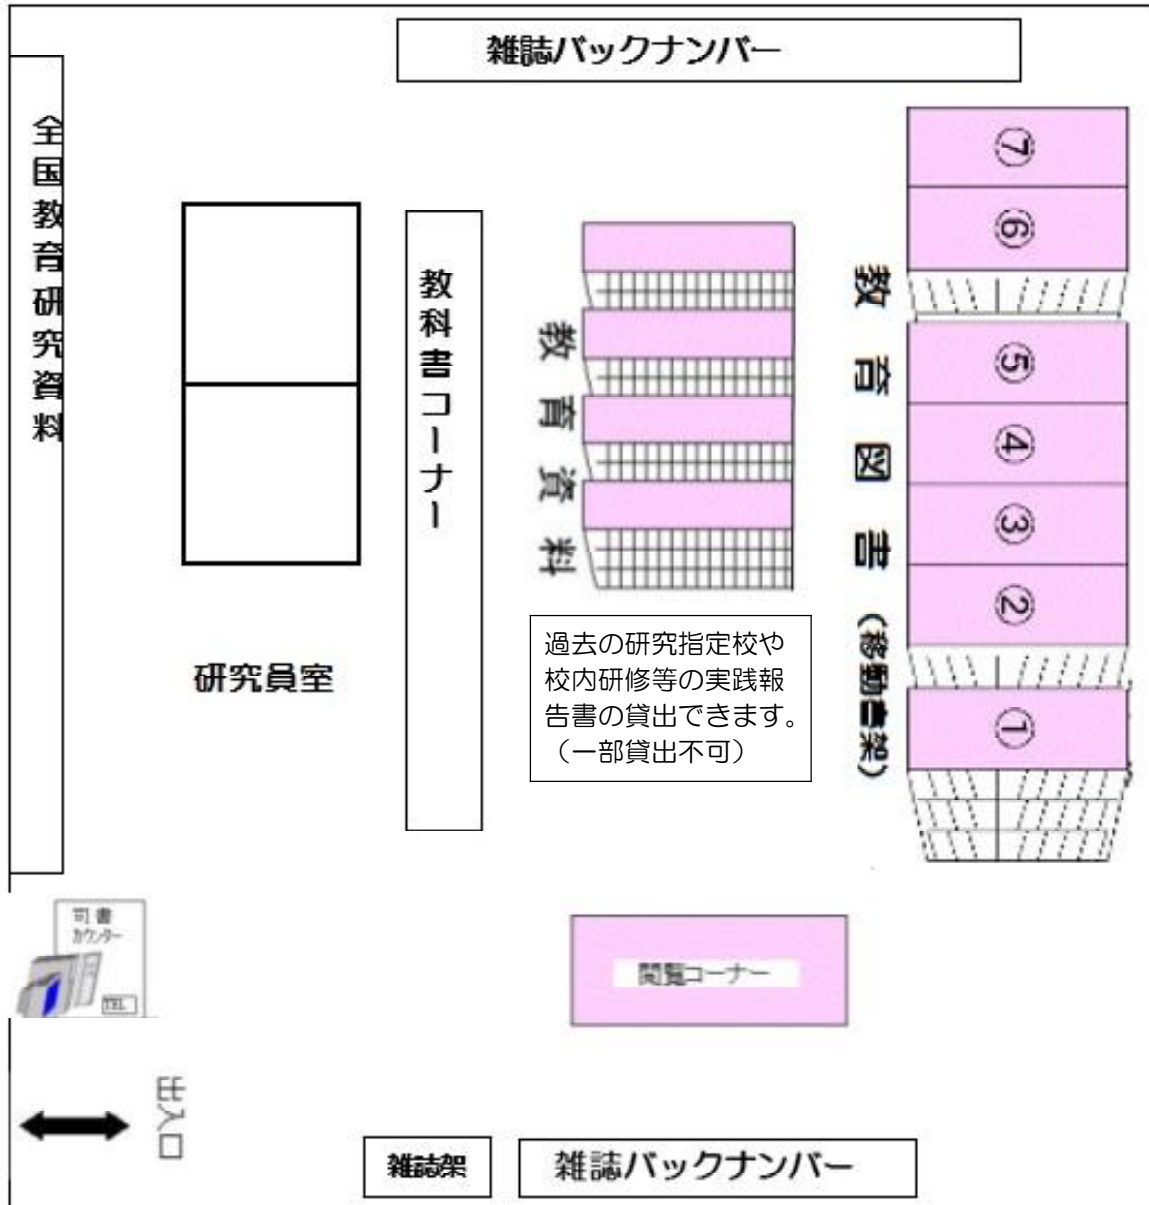 雑誌バックナンバー
全国教育研究資料
⑦
⑥
⑤
④
③
②
①
教育図書(移動書架)
教科書コーナー
教育資料
過去の研究指定校や
校内研修等の実践報
告書の貸出できます。
(一部貸出不可)
研究員室
司書
カウンター
TEL
閲覧コーナー
出入口
雑誌架
雑誌バックナンバー